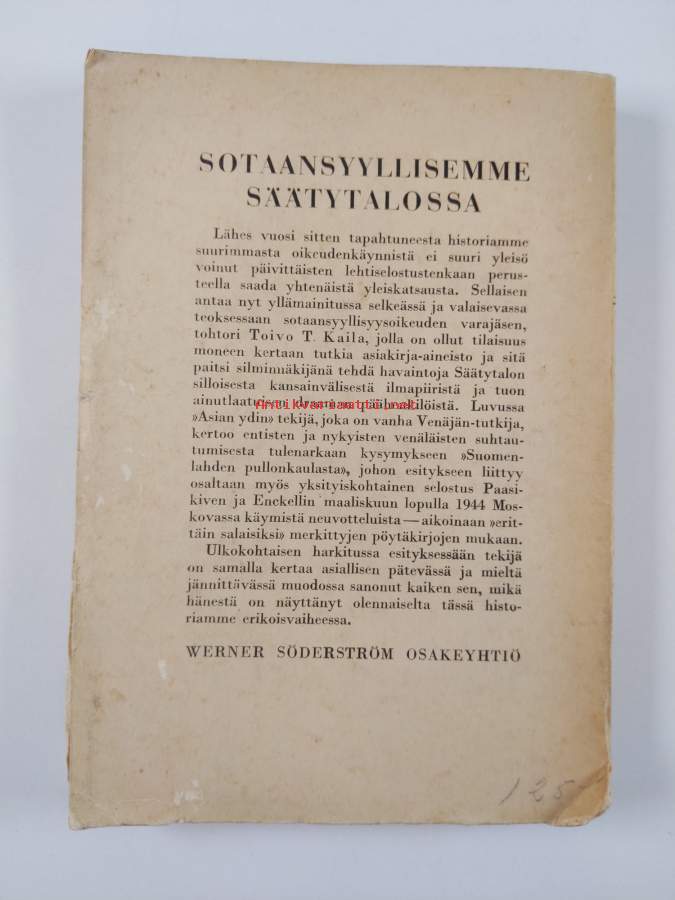 SOTAANSYYLLISEMME
SÄÄTYTALOSSA
Lähes vuosi sitten tapahtuneesta historiamme
suurimmasta oikeudenkäynnistä ei suuri yleisö
voinut päivittäisten lehtiselostustenkaan perus-
teella saada yhtenäistä yleiskatsausta. Sellaisen
antaa nyt yllämainitussa selkeässä ja valaisevassa
teoksessaan sotaansyyllisyysoikeuden varajäsen,
tohtori Toivo T. Kaila, jolla on ollut tilaisuus
moneen kertaan tutkia asiakirja-aineisto ja sitä
paitsi silminnäkijänä tehdä havaintoja Säätytalon
silloisesta kansainvälisestä ilmapiiristä ja tuon
ainutlaatuisen draaman päähenkilöistä. Luvussa
Antikvariaatti.net
»Asian ydin» tekijä, joka on vanha Venäjän-tutkija,
kertoo entisten ja nykyisten venäläisten suhtau-
tumisesta tulenarkaan kysymykseen »Suomen-
lahden pullonkaulasta», johon esitykseen liittyy
osaltaan myös yksityiskohtainen selostus Paasi-
kiven ja Enckellin maaliskuun lopulla 1944 Mos-
kovassa käymistä neuvotteluista — aikoinaan »erit-
täin salaisiksi» merkittyjen pöytäkirjojen mukaan.
Ulkokohtaisen harkitussa esityksessään tekijä
on samalla kertaa asiallisen pätevässä ja mieltä
jännittävässä muodossa sanonut kaiken sen, mikä
hänestä on näyttänyt olennaiselta tässä histo-
riamme erikoisvaiheessa.
WERNER SÖDERSTRÖM OSAKEYHTIÖ